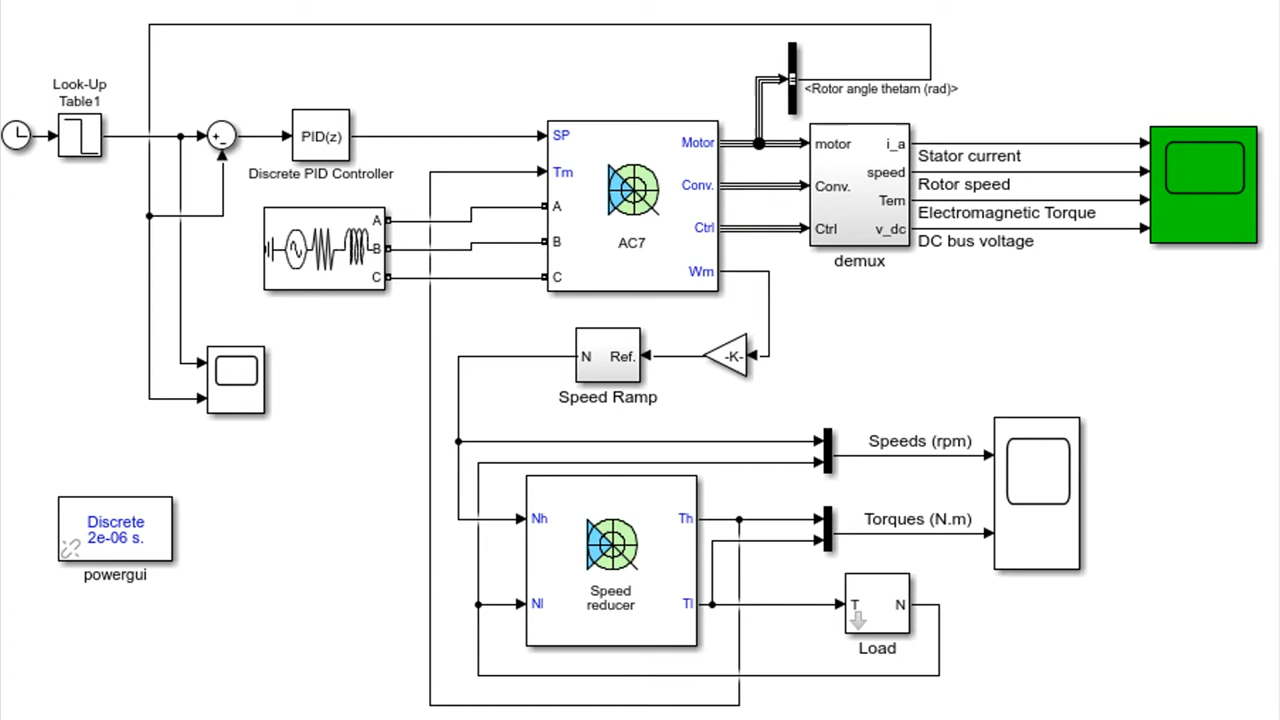 Look-Up
Table1
<Rotor angle thetam (rad)>
PID(z)
Discrete PID Controller
SP
Tm
A
B
C
AC7
Motor
Conv.
Ctrl
Wm
motor
Conv.
Ctrl
i_a
speed
Tem
v_dc
demux
Stator current
Rotor speed
Electromagnetic Torque
DC bus voltage
A
B
C
N
Ref.
Speed Ramp
-K-
Speeds (rpm)
Torques (N.m)
Nh
Nl
Th
Tl
Speed
reducer
T
N
Load
Discrete
2e-06 s.
powergui